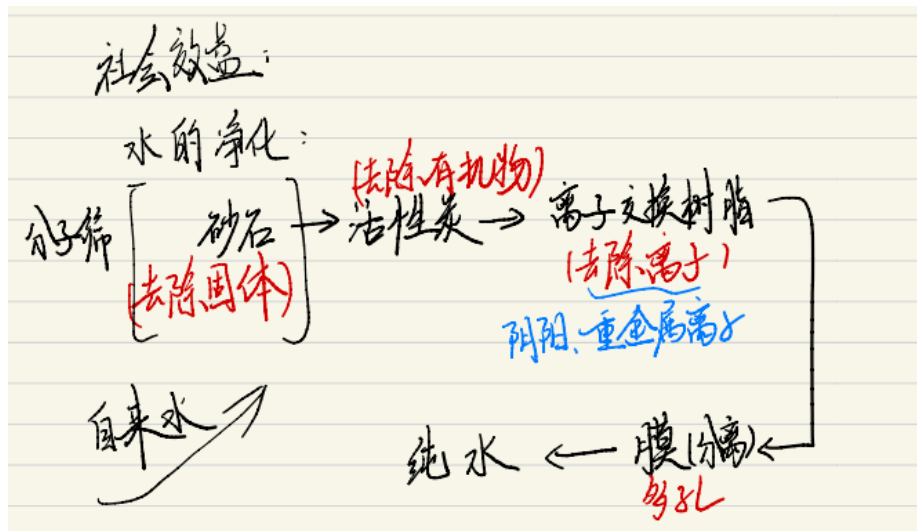 社会效益：
水的净化：
(去除有机物)
分子筛 [砂石] → 活性炭 → 离子交换树脂
(去除固体)
(去除离子)
阴阳、重金属离子
自来水
纯水 ← 膜(分离)
多孔